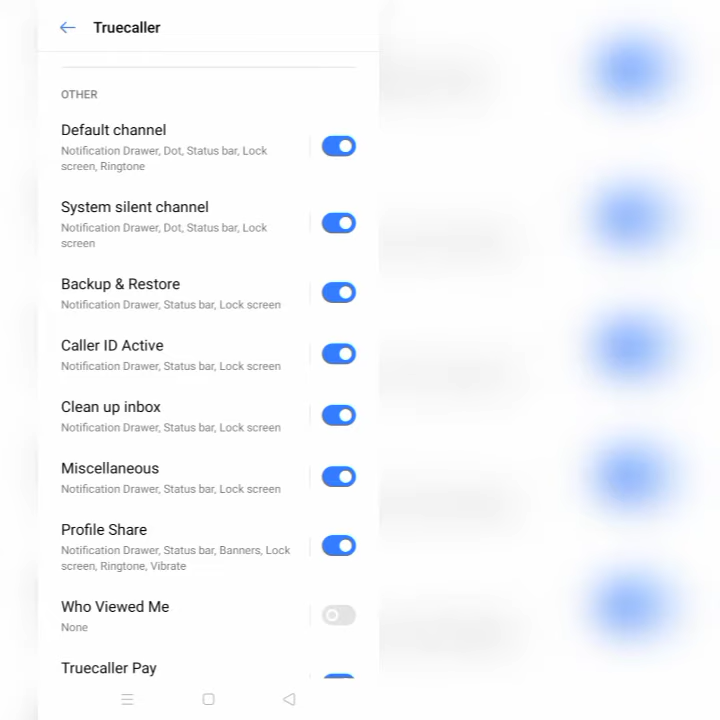 Truecaller
OTHER
Default channel
Notification Drawer, Dot, Status bar, Lock
screen, Ringtone
System silent channel
Notification Drawer, Dot, Status bar, Lock
screen
Backup & Restore
Notification Drawer, Status bar, Lock screen
Caller ID Active
Notification Drawer, Status bar, Lock screen
Clean up inbox
Notification Drawer, Status bar, Lock screen
Miscellaneous
Notification Drawer, Status bar, Lock screen
Profile Share
Notification Drawer, Status bar, Banners, Lock
screen, Ringtone, Vibrate
Who Viewed Me
None
Truecaller Pay